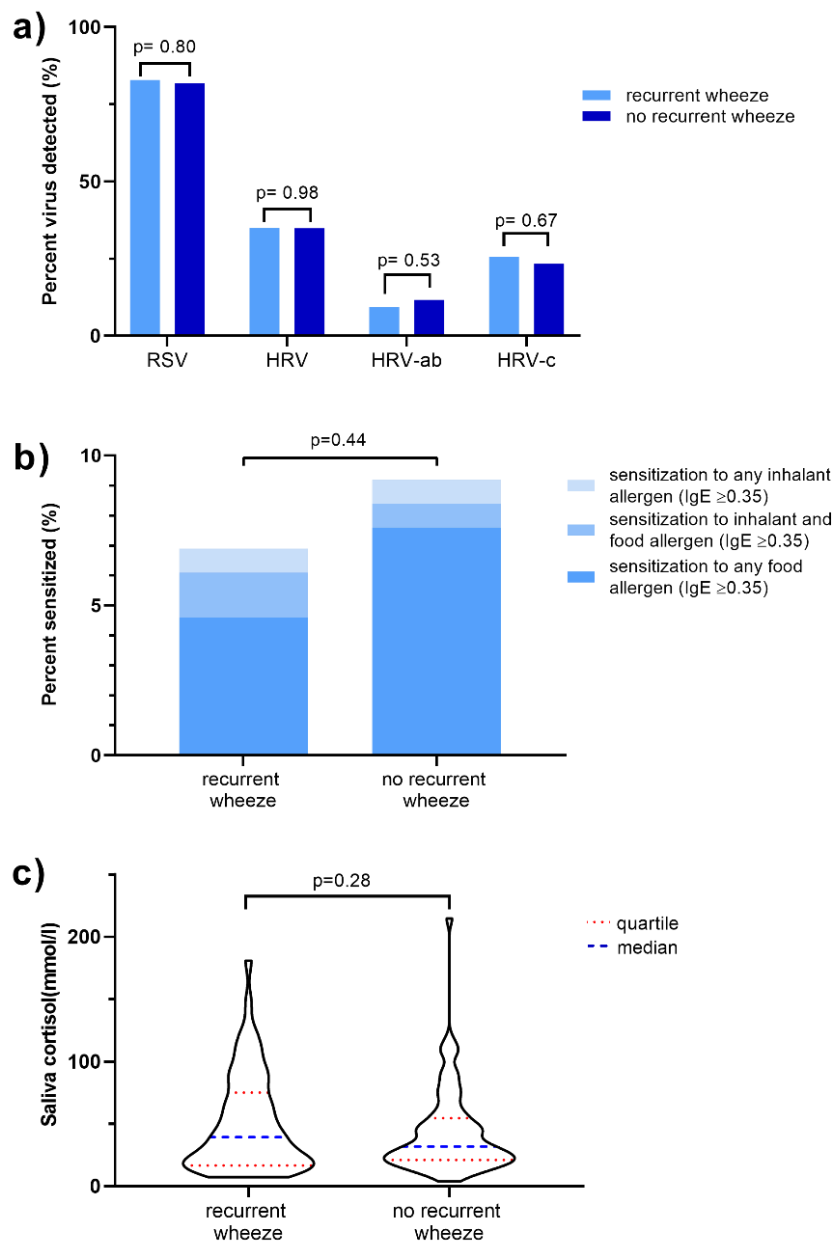 a)
Percent virus detected (%)
100
50
0
p= 0.80
p= 0.98
p= 0.53
p= 0.67
RSV
HRV
HRV-ab
HRV-c
recurrent wheeze
no recurrent wheeze
b)
Percent sensitized (%)
10
5
0
p=0.44
recurrent
wheeze
no recurrent
wheeze
sensitization to any inhalant
allergen (IgE ≥0.35)
sensitization to inhalant and
food allergen (IgE ≥0.35)
sensitization to any food
allergen (IgE ≥0.35)
c)
Saliva cortisol(mmol/l)
200
100
0
p=0.28
recurrent
wheeze
no recurrent
wheeze
quartile
median